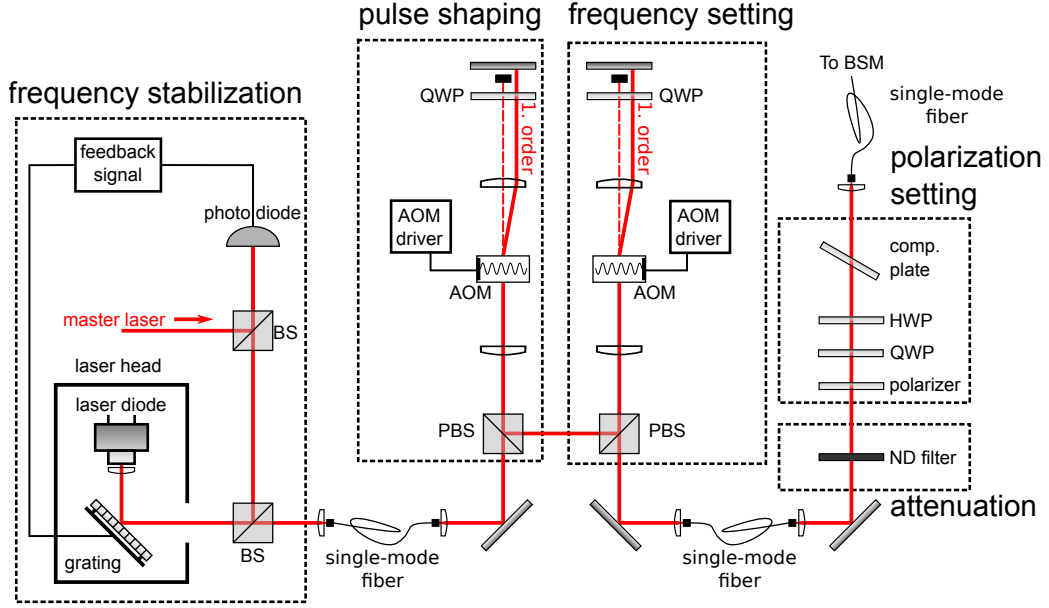 pulse shaping
frequency setting
frequency stabilization
feedback
signal
photo diode
master laser
BS
laser head
laser diode
grating
BS
single-mode
fiber
QWP
1. order
AOM
driver
AOM
PBS
QWP
1. order
AOM
driver
AOM
PBS
single-mode
fiber
To BSM
single-mode
fiber
polarization
setting
comp.
plate
HWP
QWP
polarizer
ND filter
attenuation